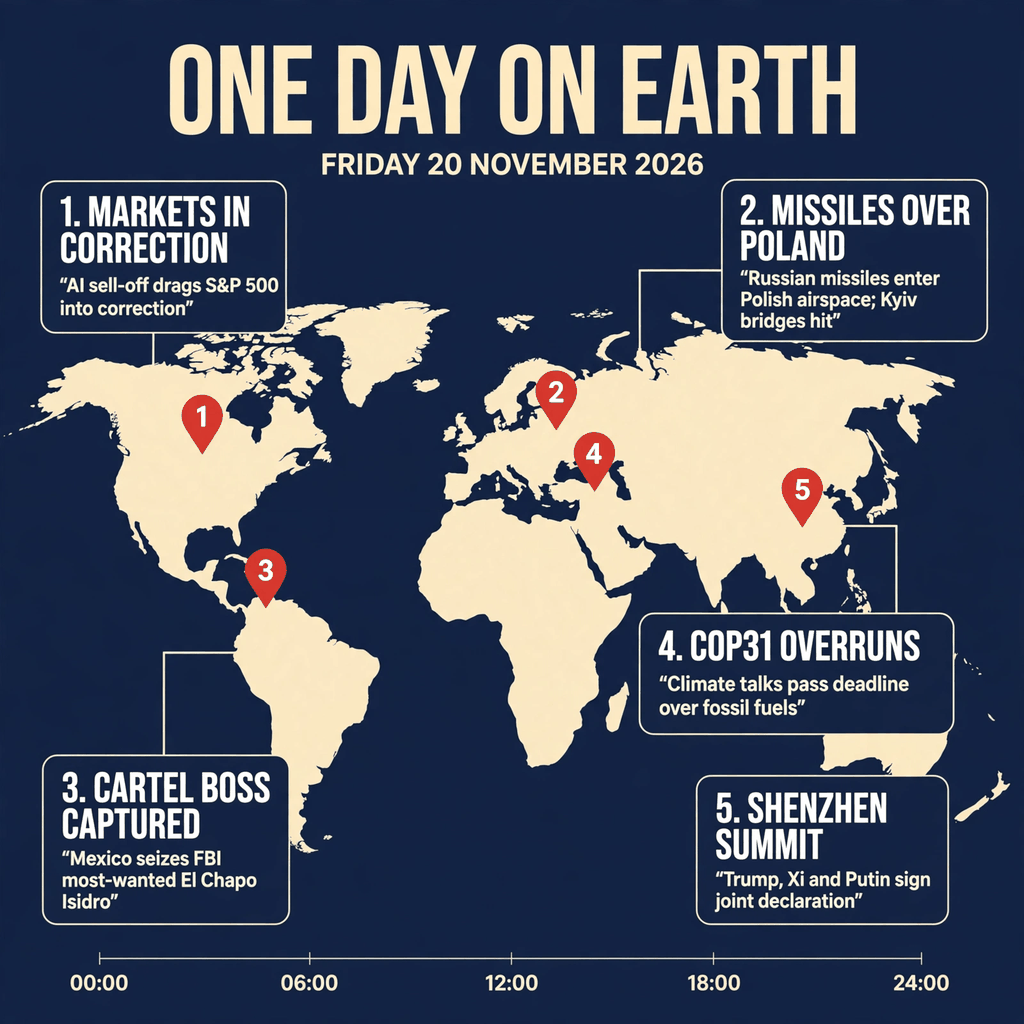 ONE DAY ON EARTH
FRIDAY 20 NOVEMBER 2026
1. MARKETS IN
CORRECTION
“AI sell-off drags S&P 500
into correction”
2. MISSILES OVER
POLAND
“Russian missiles enter
Polish airspace; Kyiv
bridges hit”
1
2
4
5
3
4. COP31 OVERRUNS
“Climate talks pass deadline
over fossil fuels”
3. CARTEL BOSS
CAPTURED
“Mexico seizes FBI
most-wanted El Chapo
Isidro”
5. SHENZHEN
SUMMIT
“Trump, Xi and Putin sign
joint declaration”
00:00 06:00 12:00 18:00 24:00